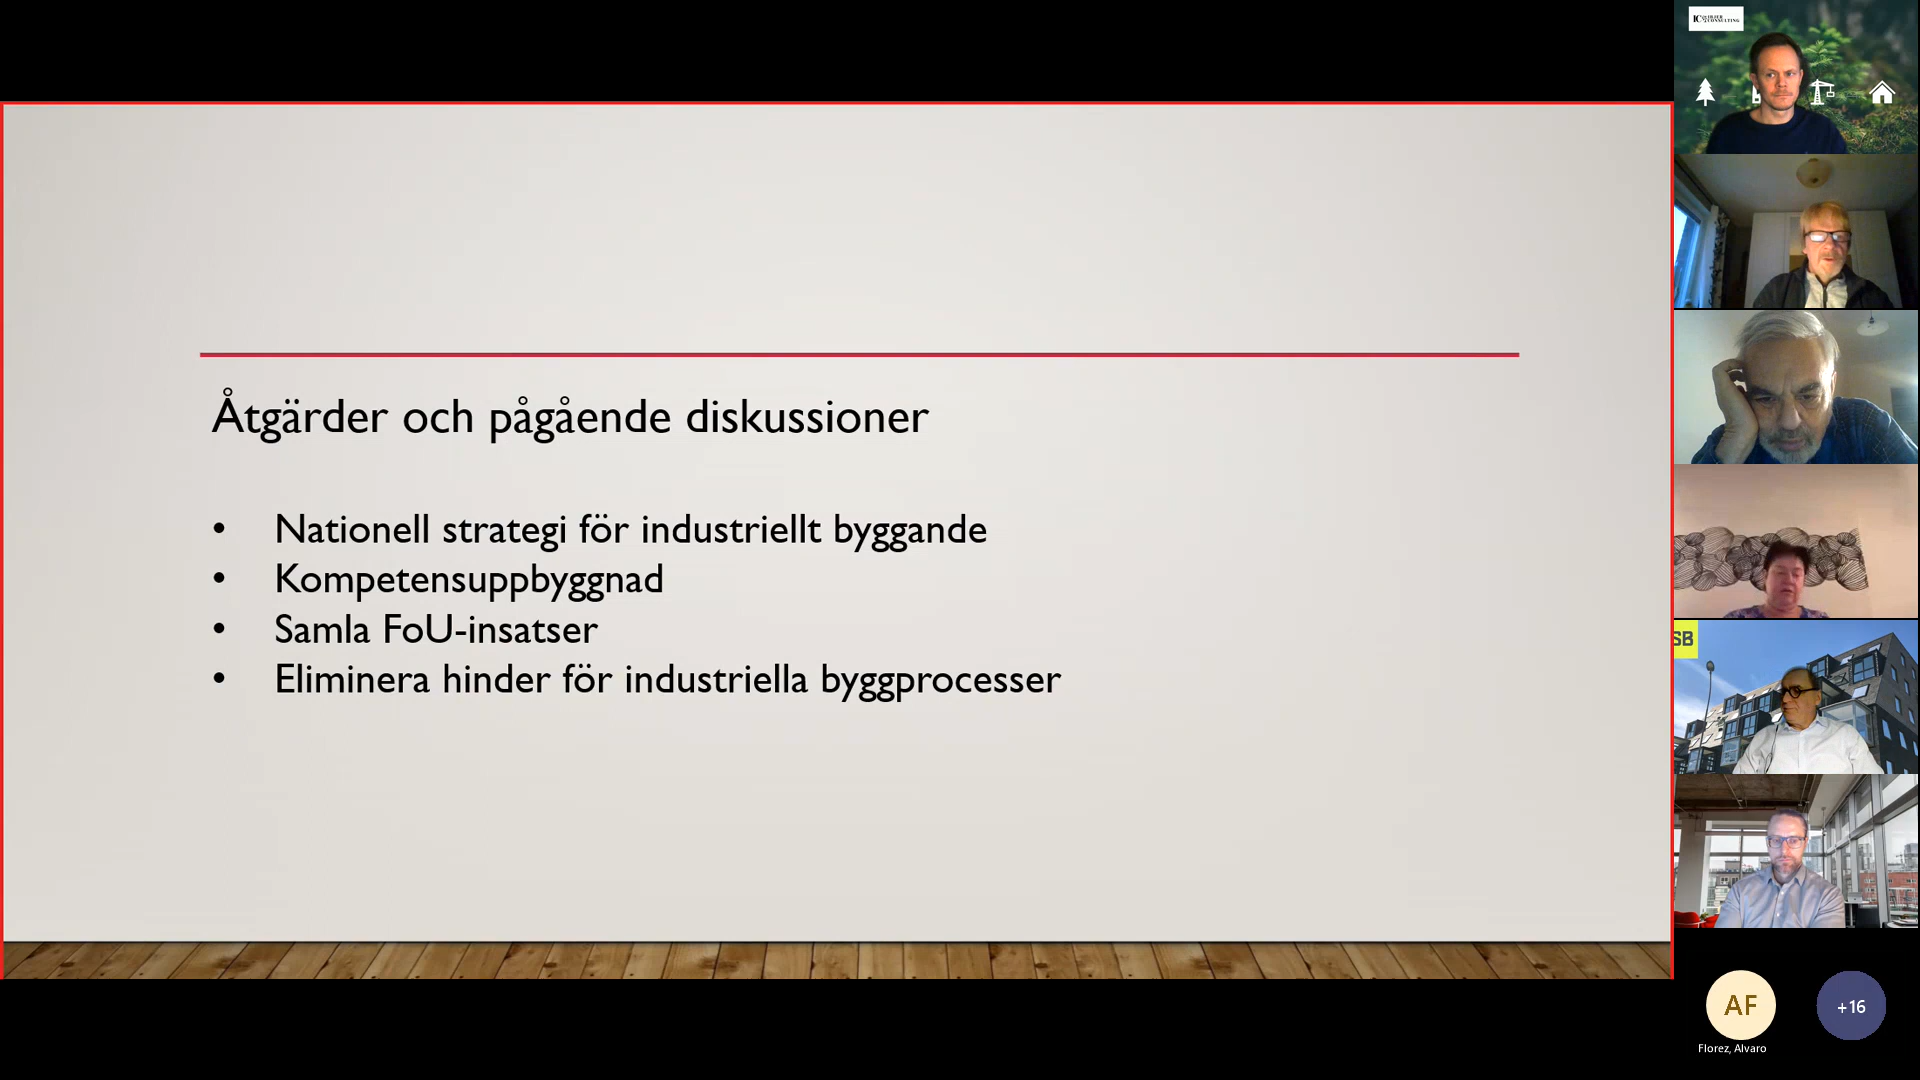 Åtgärder och pågående diskussioner
• Nationell strategi för industriellt byggande
• Kompetensuppbyggnad
• Samla FoU-insatser
• Eliminera hinder för industriella byggprocesser
SB
AF
+16
Florez, Alvaro